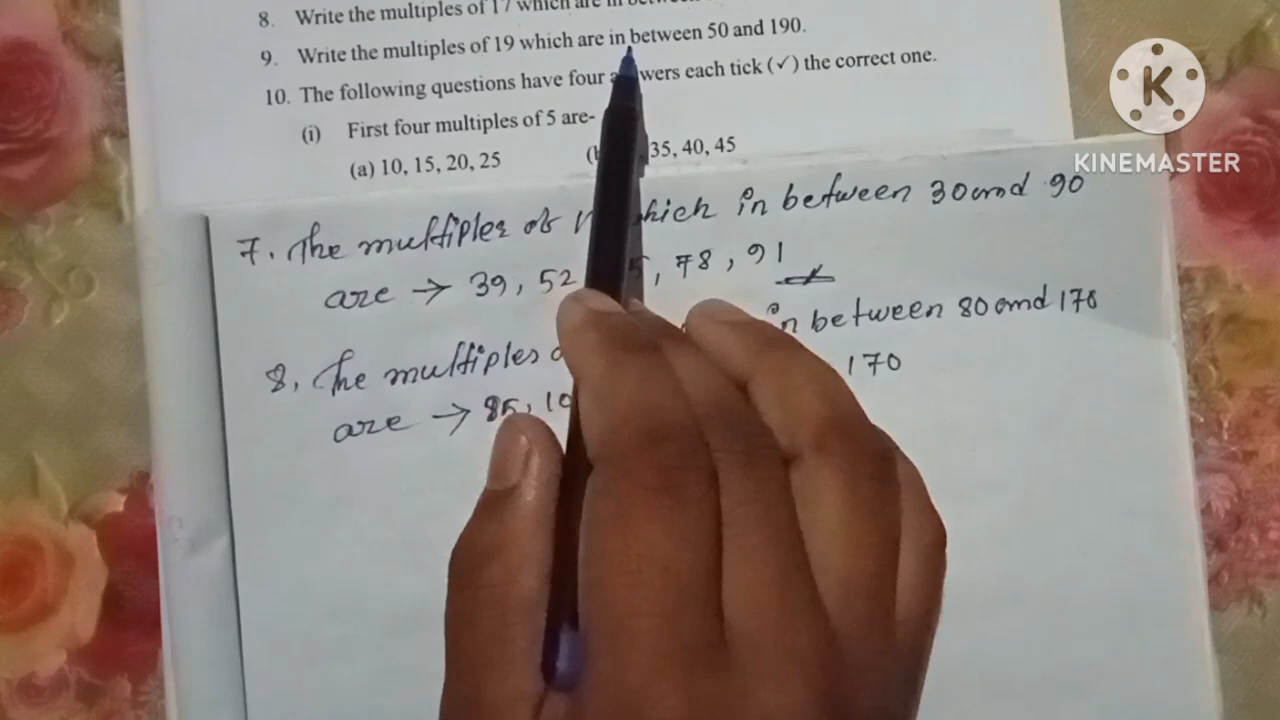 8. Write the multiples of 17 which are in
9. Write the multiples of 19 which are in between 50 and 190.
10. The following questions have four answers each tick (✓) the correct one.
(i) First four multiples of 5 are-
(a) 10, 15, 20, 25 35, 40, 45
K
KINEMASTER
7. The multiples of which in between 30 and 90
are → 39, 52 , 78, 91
8. The multiples in between 80 and 170
are → 85, 170